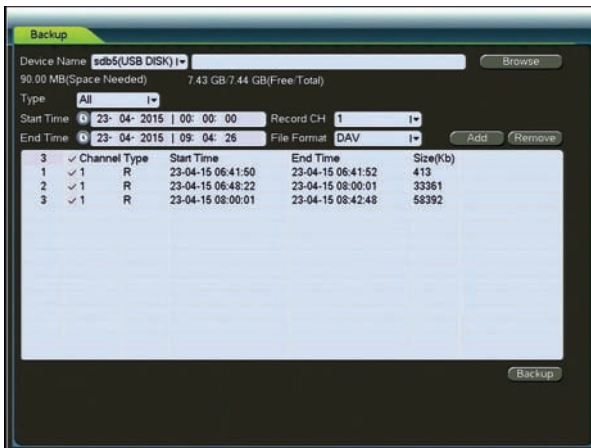 Backup
Device Name sdb5(USB DISK) Browse
90.00 MB(Space Needed) 7.43 GB/7.44 GB(Free/Total)
Type All
Start Time 23- 04- 2015 | 00: 00: 00 Record CH 1
End Time 23- 04- 2015 | 09: 04: 26 File Format DAV Add Remove
3 Channel Type Start Time End Time Size(Kb)
1 1 R 23-04-15 06:41:50 23-04-15 06:41:52 413
2 1 R 23-04-15 06:48:22 23-04-15 08:00:01 33361
3 1 R 23-04-15 08:00:01 23-04-15 08:42:48 58392
Backup